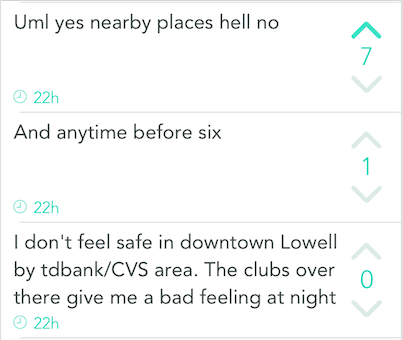 Uml yes nearby places hell no
7
22h
And anytime before six
1
22h
I don't feel safe in downtown Lowell
by tdbank/CVS area. The clubs over
there give me a bad feeling at night
0
22h